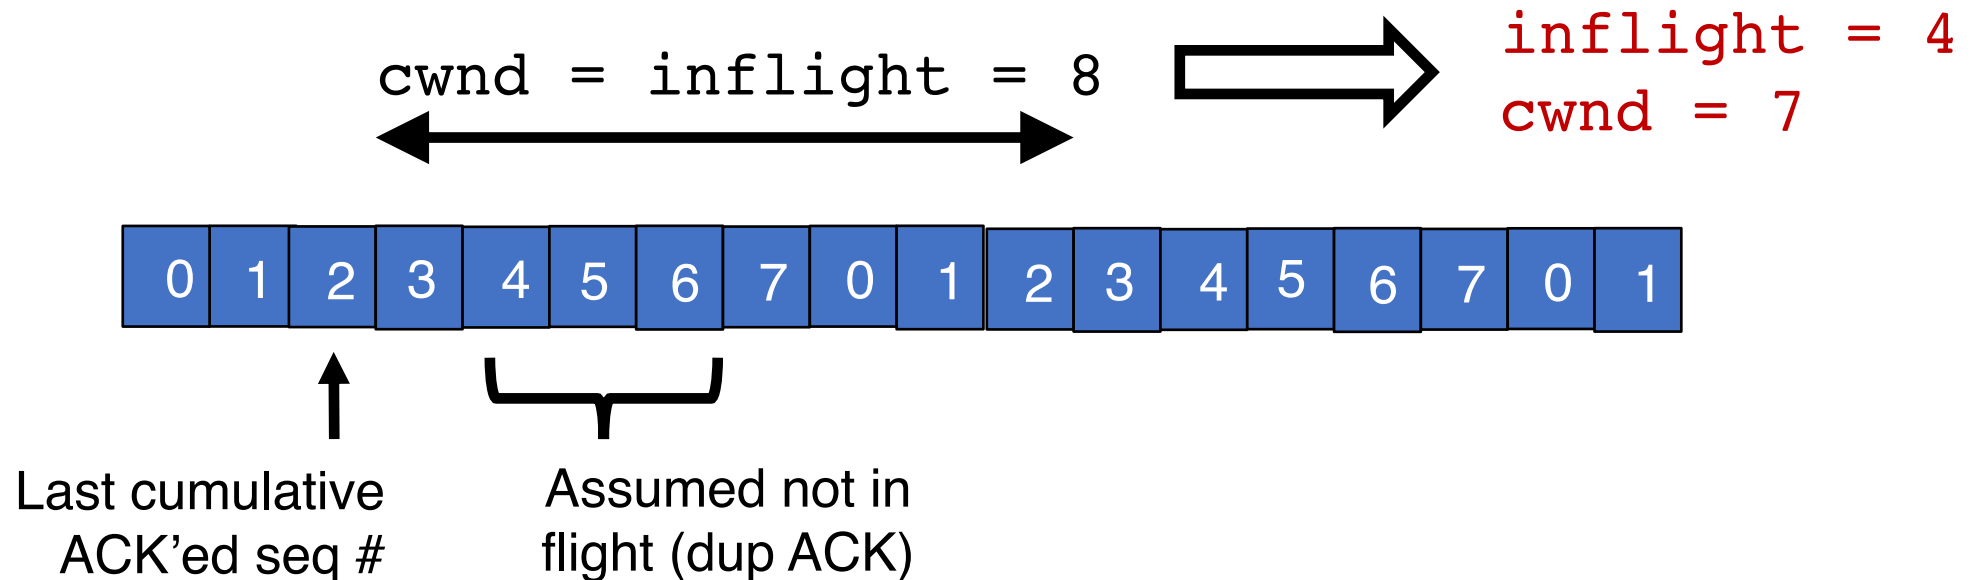 inflight = 4
cwnd = inflight = 8
cwnd = 7
0 1 2 3 4 5 6 7 0 1 2 3 4 5 6 7 0 1
Last cumulative
ACK’ed seq #
Assumed not in
flight (dup ACK)